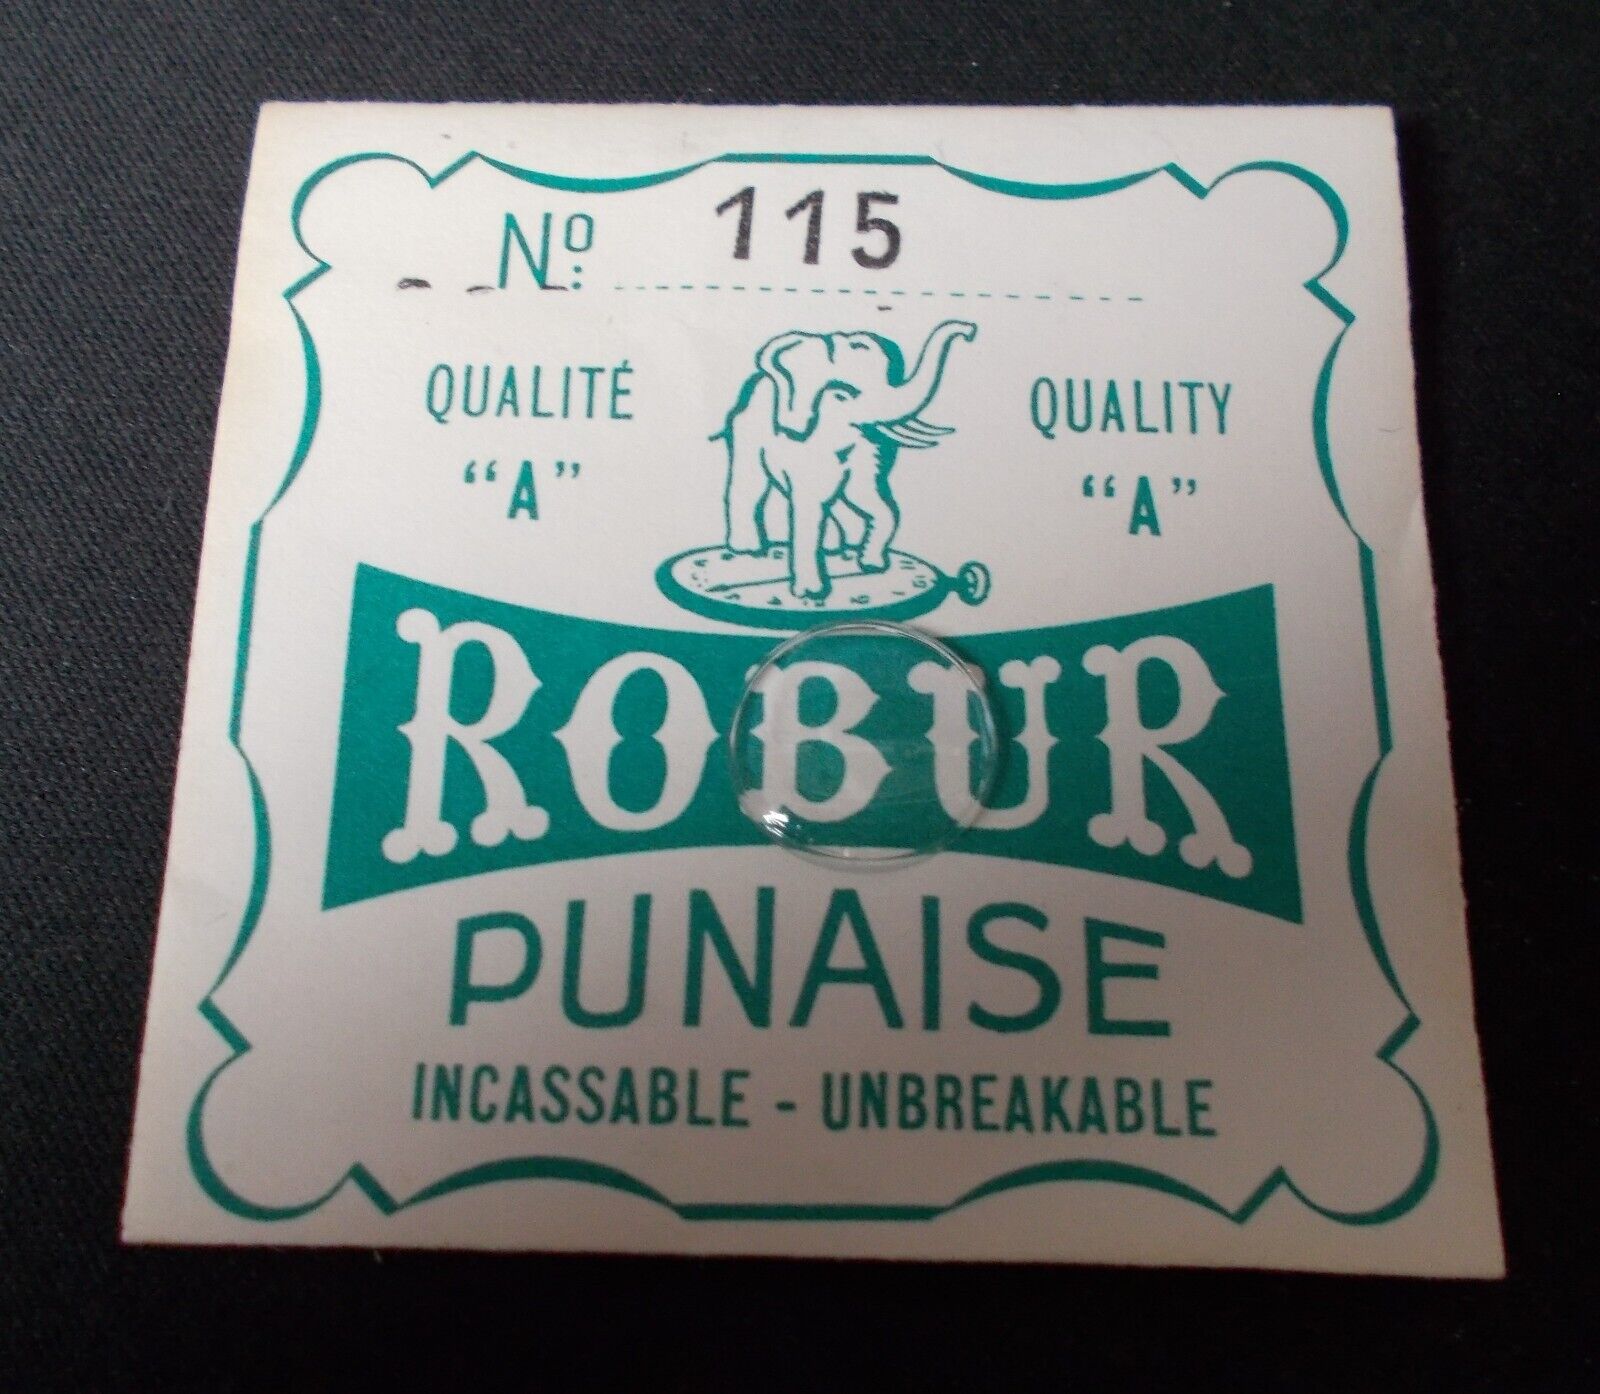 Nº: 115
QUALITÉ QUALITY
“A” “A”
ROBUR
PUNAISE
INCASSABLE - UNBREAKABLE